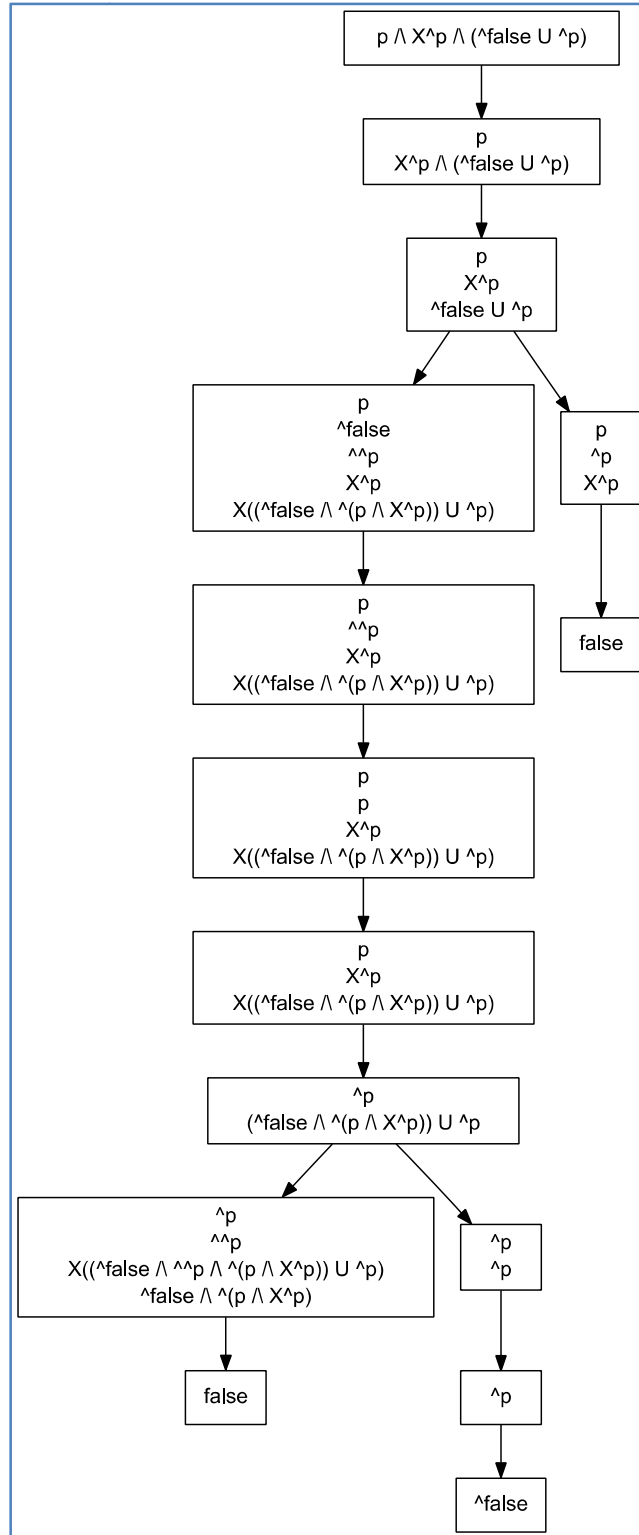 p /\ X^p /\ (^false U ^p)
p
X^p /\ (^false U ^p)
p
X^p
^false U ^p
p
^false
^^p
X^p
X((^false /\ ^(p /\ X^p)) U ^p)
p
^p
X^p
p
^^p
X^p
X((^false /\ ^(p /\ X^p)) U ^p)
false
p
p
X^p
X((^false /\ ^(p /\ X^p)) U ^p)
p
X^p
X((^false /\ ^(p /\ X^p)) U ^p)
^p
(^false /\ ^(p /\ X^p)) U ^p
^p
^^p
X((^false /\ ^^p /\ ^(p /\ X^p)) U ^p)
^false /\ ^(p /\ X^p)
^p
^p
false
^p
^false